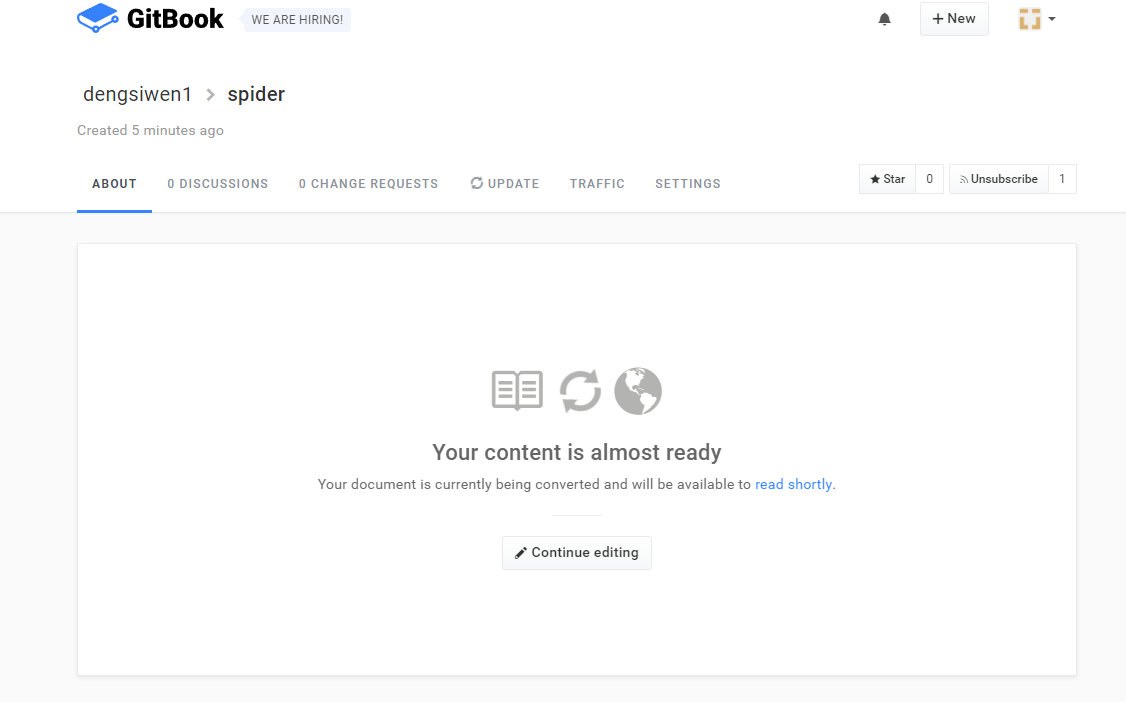 GitBook WE ARE HIRING! + New
dengsiwen1 > spider
Created 5 minutes ago
ABOUT 0 DISCUSSIONS 0 CHANGE REQUESTS UPDATE TRAFFIC SETTINGS Star 0 Unsubscribe 1
Your content is almost ready
Your document is currently being converted and will be available to read shortly.
Continue editing